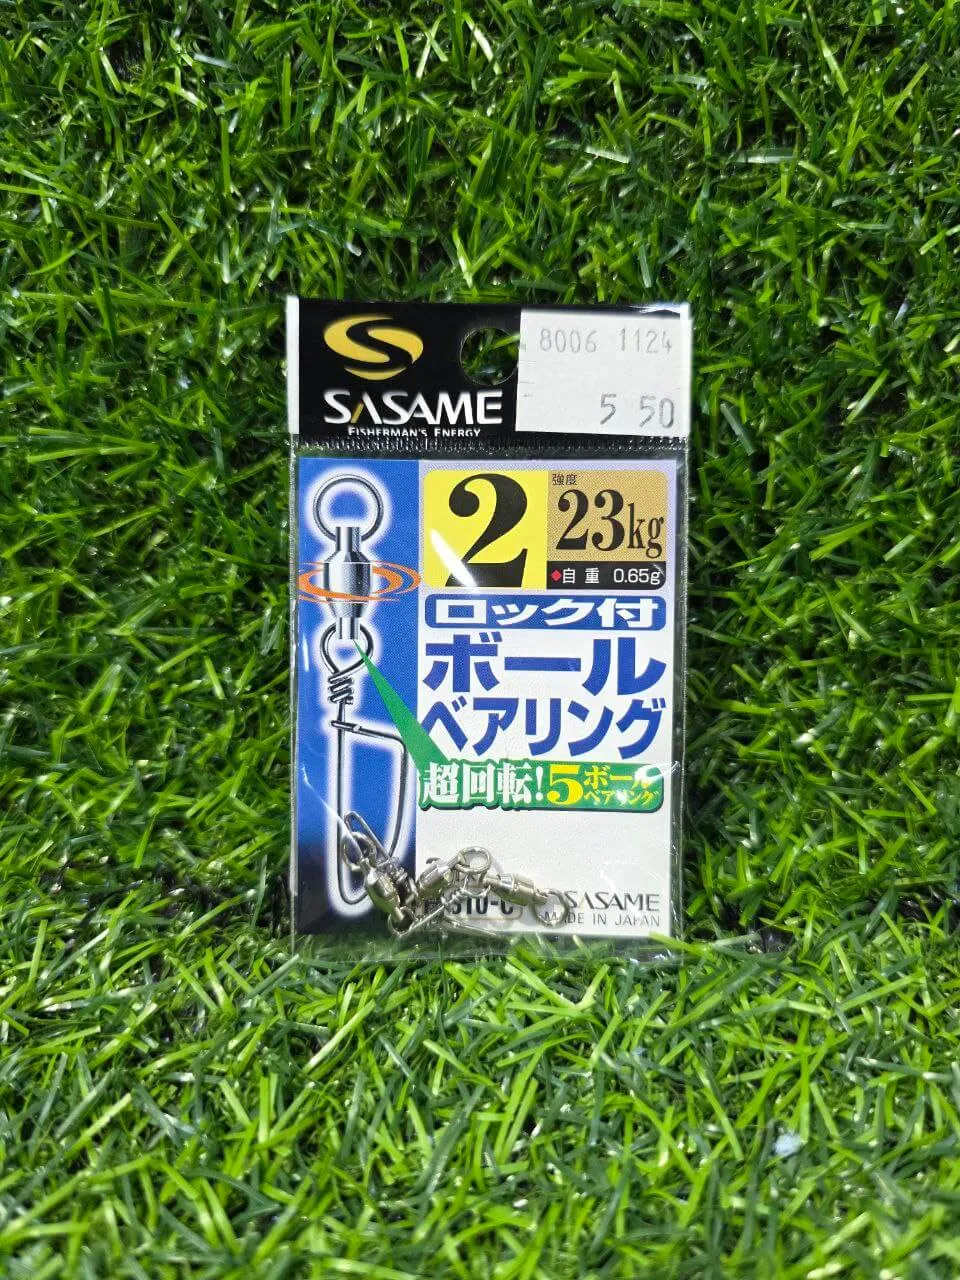 SASAME
FISHERMAN'S ENERGY
8006 1124
5 50
2
強度
23kg
◆自重 0.65g
ロック付
ボール
ベアリング
超回転!5ボール
ベアリング
SASAME
MADE IN JAPAN